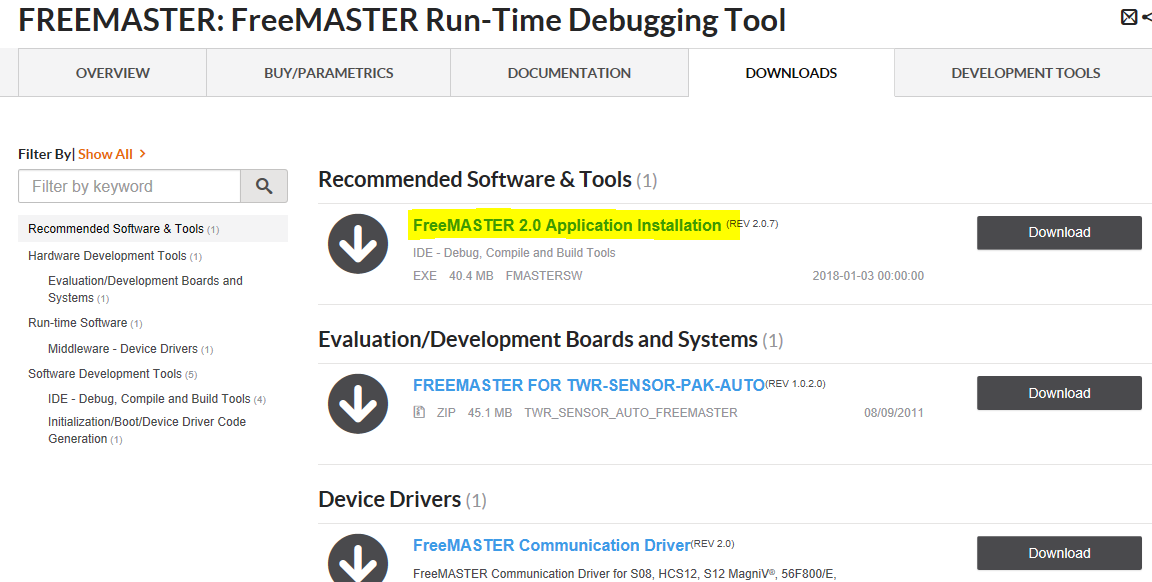 FREEMASTER: FreeMASTER Run-Time Debugging Tool
OVERVIEW
BUY/PARAMETRICS
DOCUMENTATION
DOWNLOADS
DEVELOPMENT TOOLS
Filter By| Show All >
Filter by keyword
Recommended Software & Tools (1)
Hardware Development Tools (1)
Evaluation/Development Boards and
Systems (1)
Run-time Software (1)
Middleware - Device Drivers (1)
Software Development Tools (5)
IDE - Debug, Compile and Build Tools (4)
Initialization/Boot/Device Driver Code
Generation (1)
Recommended Software & Tools (1)
FreeMASTER 2.0 Application Installation (REV 2.0.7)
IDE - Debug, Compile and Build Tools
EXE 40.4 MB FMASTERSW 2018-01-03 00:00:00
Download
Evaluation/Development Boards and Systems (1)
FREEMASTER FOR TWR-SENSOR-PAK-AUTO(REV 1.0.2.0)
ZIP 45.1 MB TWR_SENSOR_AUTO_FREEMASTER 08/09/2011
Download
Device Drivers (1)
FreeMASTER Communication Driver(REV 2.0)
FreeMASTER Communication Driver for S08, HCS12, S12 MagniV®, 56F800/E,
Download